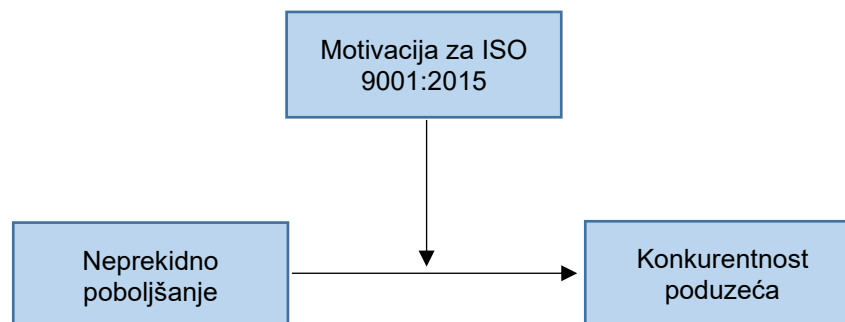 Motivacija za ISO
9001:2015
Neprekidno
poboljšanje
Konkurentnost
poduzeća